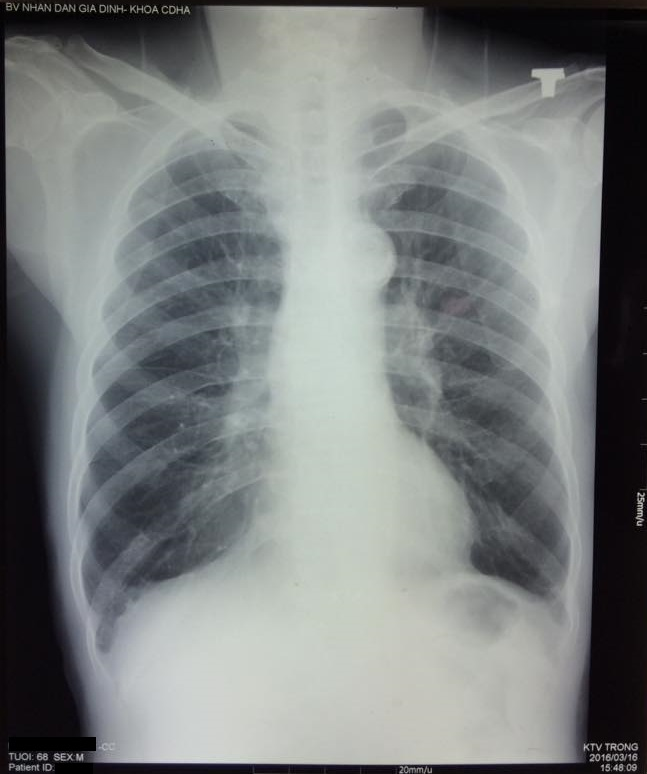 BV NHAN DAN GIA DINH- KHOA CDHA
T
25mm/u
-CC
TUOI: 68 SEX:M
Patient ID:
20mm/u
KTV TRONG
2016/03/16
15:48:09